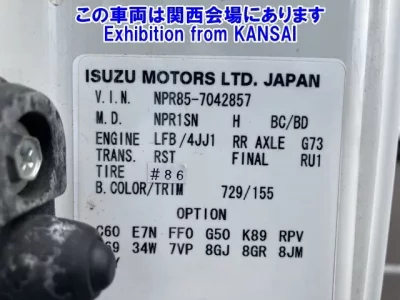 この車両は関西会場にあります
Exhibition from KANSAI
ISUZU MOTORS LTD. JAPAN
V.I.N. NPR85-7042857
M.D. NPR1SN H BC/BD
ENGINE LFB/4JJ1 RR AXLE G73
TRANS. RST FINAL RU1
TIRE #86
B.COLOR/TRIM 729/155
OPTION
C60 E7N FF0 G50 K89 RPV
34W 7VP 8GJ 8GR 8JM